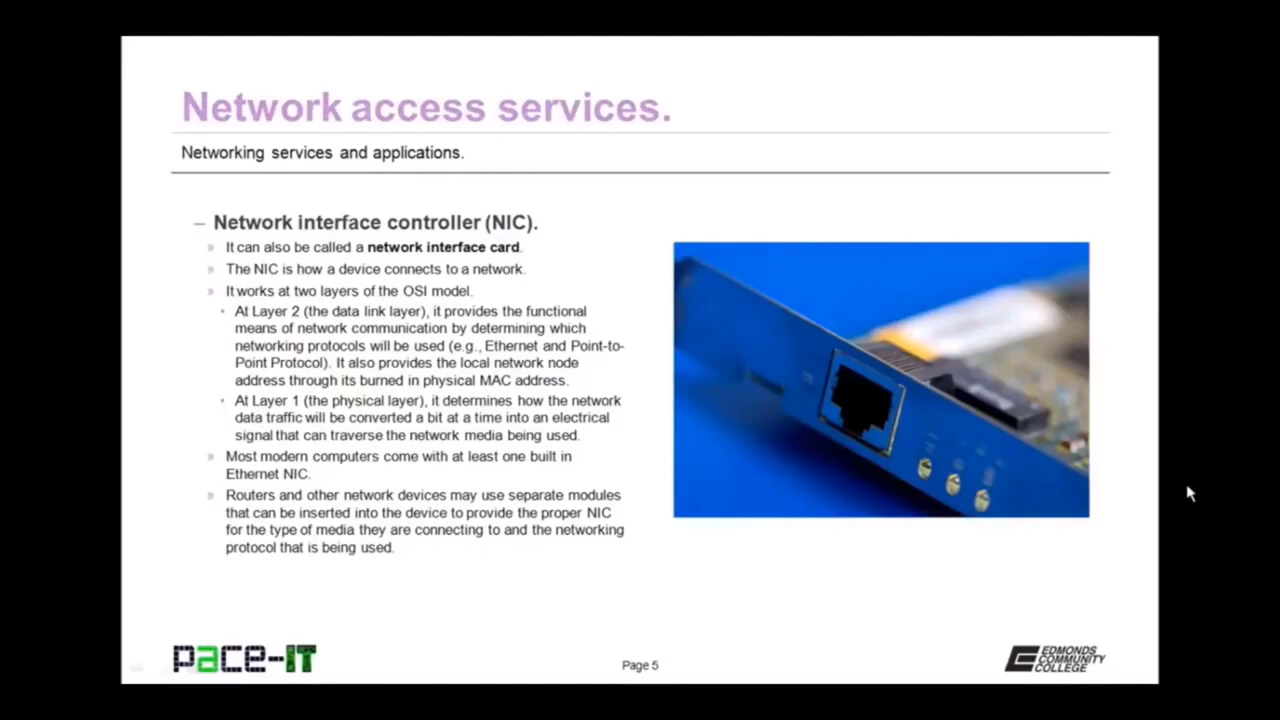 Network access services.
Networking services and applications.
– Network interface controller (NIC).
» It can also be called a network interface card.
» The NIC is how a device connects to a network.
» It works at two layers of the OSI model.
• At Layer 2 (the data link layer), it provides the functional
means of network communication by determining which
networking protocols will be used (e.g., Ethernet and Point-to-
Point Protocol). It also provides the local network node
address through its burned in physical MAC address.
• At Layer 1 (the physical layer), it determines how the network
data traffic will be converted a bit at a time into an electrical
signal that can traverse the network media being used.
» Most modern computers come with at least one built in
Ethernet NIC.
» Routers and other network devices may use separate modules
that can be inserted into the device to provide the proper NIC
for the type of media they are connecting to and the networking
protocol that is being used.
pace-IT
Page 5
EDMONDS
COMMUNITY
COLLEGE